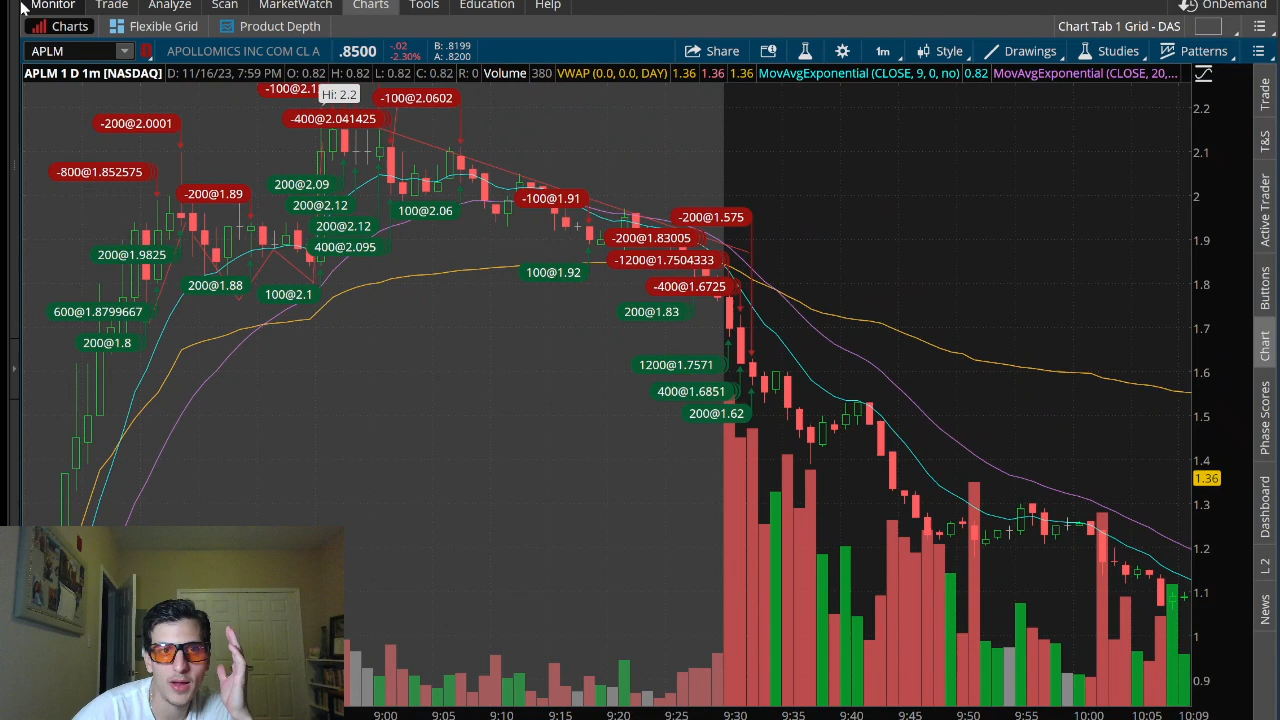 Monitor Trade Analyze Scan MarketWatch Charts Tools Education Help OnDemand
Charts Flexible Grid Product Depth Chart Tab 1 Grid - DAS
APLM APOLLOMICS INC COM CL A .8500 -.02 -2.30% B: .8199 A: .8200 Share 1m Style Drawings Studies Patterns
APLM 1 D 1m [NASDAQ] D: 11/16/23, 7:59 PM O: 0.82 H: 0.82 L: 0.82 C: 0.82 R: 0 Volume 380 VWAP (0.0, 0.0, DAY) 1.36 1.36 1.36 MovAvgExponential (CLOSE, 9, 0, no) 0.82 MovAvgExponential (CLOSE, 20,...
Hi: 2.2
-100@2.0602
-400@2.041425
-200@2.0001
-800@1.852575
-200@1.89
200@2.09
200@2.12
200@2.12
400@2.095
100@2.06
200@1.9825
200@1.88
100@2.1
600@1.8799667
200@1.8
-100@1.91
-200@1.575
-200@1.83005
-1200@1.7504333
-400@1.6725
100@1.92
200@1.83
1200@1.7571
400@1.6851
200@1.62
2.2
2.1
2
1.9
1.8
1.7
1.6
1.5
1.4
1.36
1.3
1.2
1.1
1
0.9
9:00 9:05 9:10 9:15 9:20 9:25 9:30 9:35 9:40 9:45 9:50 9:55 10:00 10:05 10:09
Trade
T&S
Active Trader
Buttons
Chart
Phase Scores
Dashboard
L 2
News